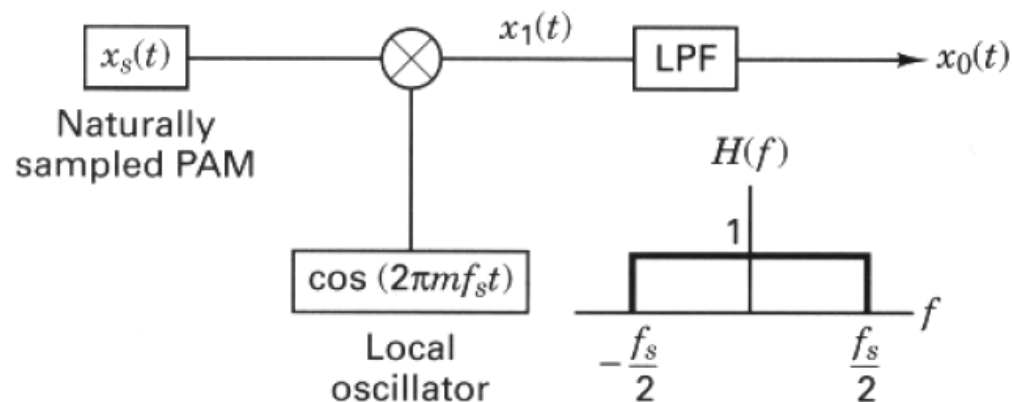 xₛ(t)
x₁(t)
LPF
x₀(t)
Naturally
sampled PAM
H(f)
1
cos (2πmfₛt)
f
Local
oscillator
-fₛ/2
fₛ/2